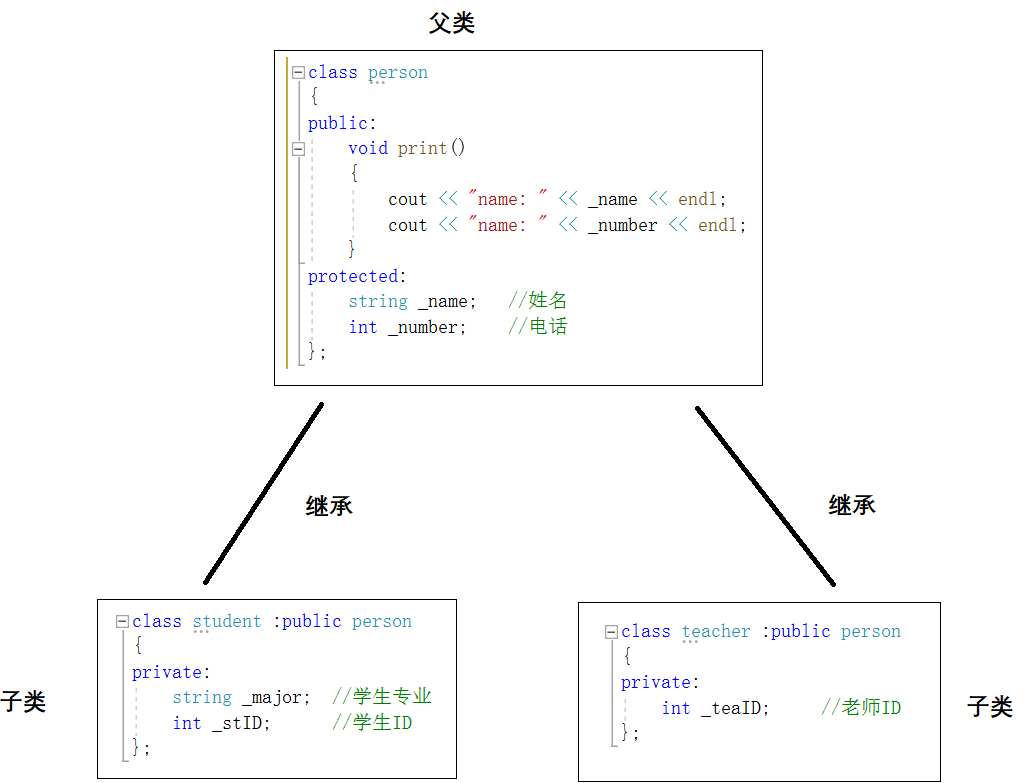 父类
class person
{
public:
    void print()
    {
        cout << "name: " << _name << endl;
        cout << "name: " << _number << endl;
    }
protected:
    string _name;   //姓名
    int _number;    //电话
};
继承
继承
子类
class student :public person
{
private:
    string _major;  //学生专业
    int _stID;      //学生ID
};
class teacher :public person
{
private:
    int _teaID;     //老师ID
};
子类